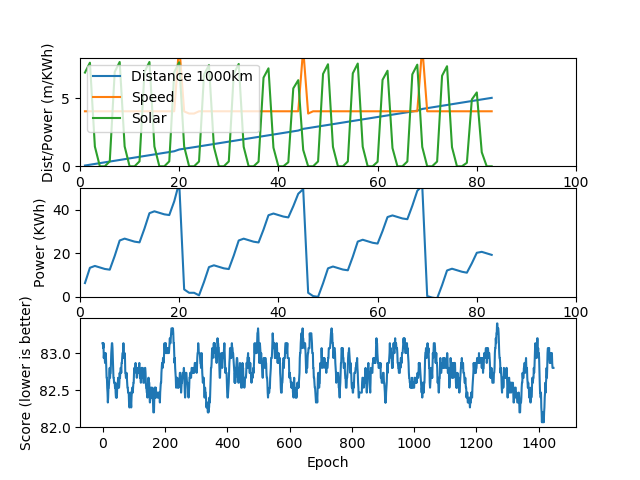 Dist/Power (m/KWh)
5
0
Distance 1000km
Speed
Solar
0 20 40 60 80 100
Power (KWh)
40
20
0
0 20 40 60 80 100
Score (lower is better)
83.0
82.5
82.0
0 200 400 600 800 1000 1200 1400
Epoch